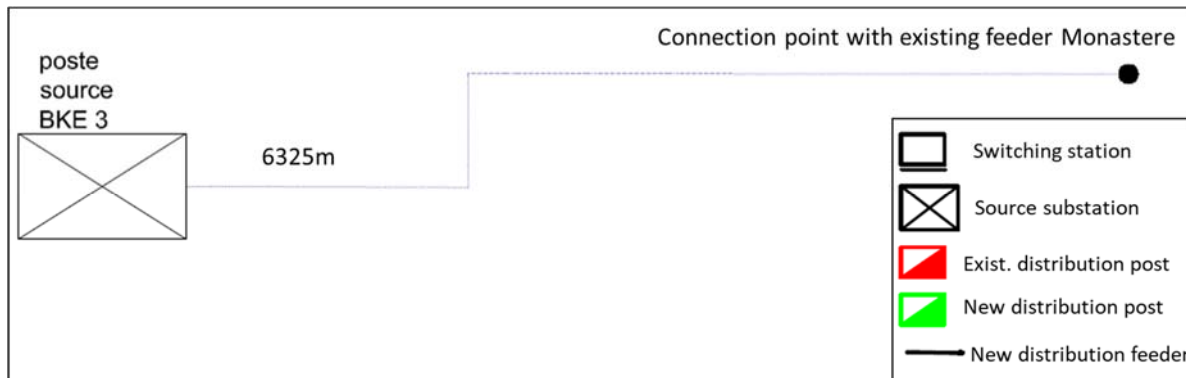 Connection point with existing feeder Monastere
poste
source
BKE 3
6325m
Switching station
Source substation
Exist. distribution post
New distribution post
New distribution feeder